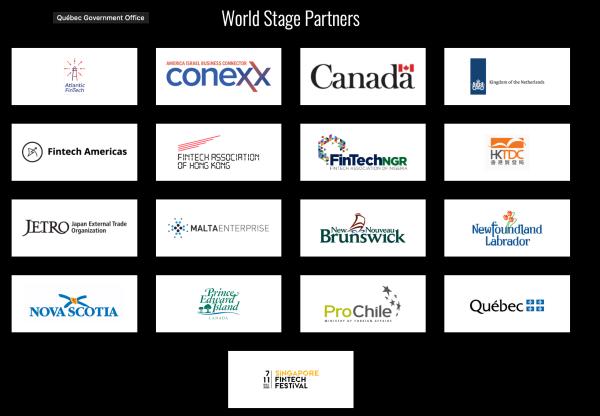 Québec Government Office
World Stage Partners
Atlantic
FinTech
AMERICA ISRAEL BUSINESS CONNECTOR
conexx
Canada
Kingdom of the Netherlands
Fintech Americas
FINTECH ASSOCIATION
OF HONG KONG
FINTECHNGR
FINTECH ASSOCIATION OF NIGERIA
HKTDC
香港貿發局
JETRO Japan External Trade
Organization
MALTAENTERPRISE
New Nouveau
Brunswick
Newfoundland
Labrador
NOVA SCOTIA
Prince
Edward
Island
CANADA
ProChile
MINISTRY OF FOREIGN AFFAIRS
Québec
7
11
SINGAPORE
FINTECH
FESTIVAL